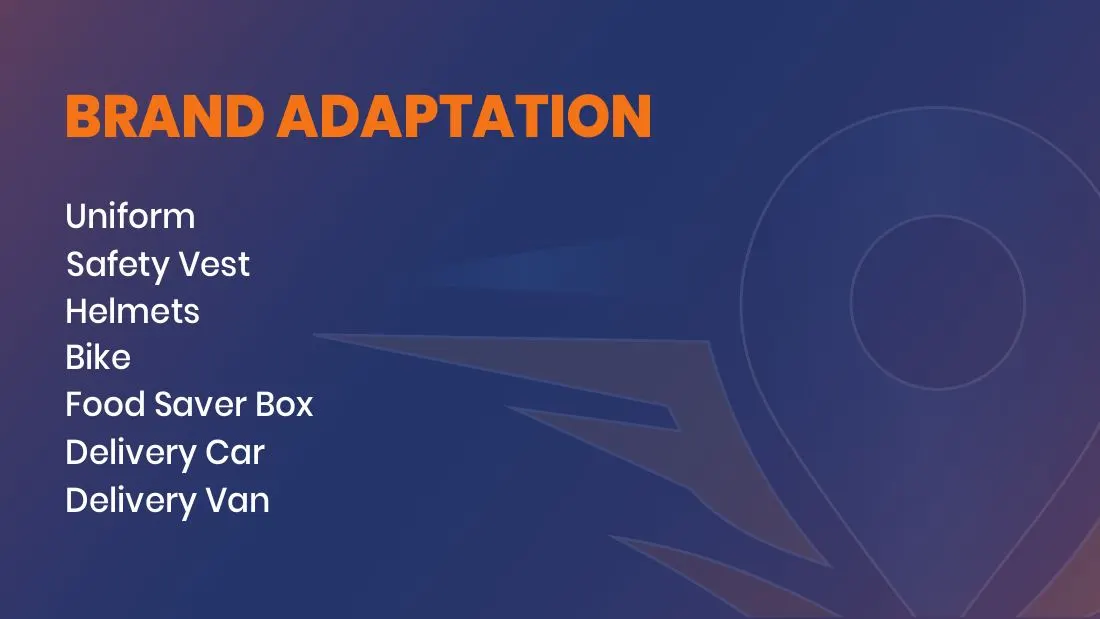 BRAND ADAPTATION
Uniform
Safety Vest
Helmets
Bike
Food Saver Box
Delivery Car
Delivery Van